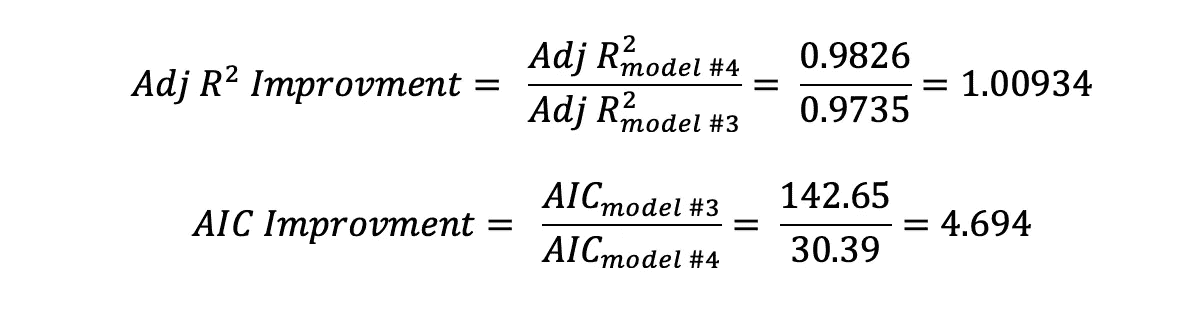 Adj R² Improvment = Adj R²model #4 / Adj R²model #3 = 0.9826 / 0.9735 = 1.00934
AIC Improvment = AICmodel #3 / AICmodel #4 = 142.65 / 30.39 = 4.694